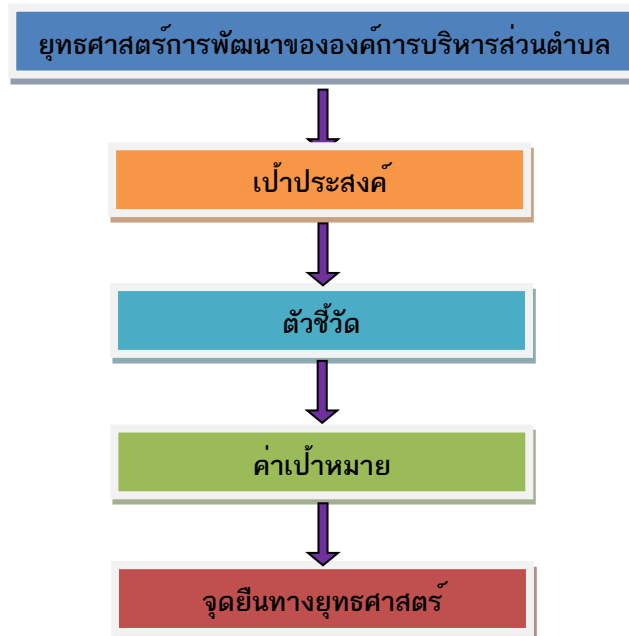 ยุทธศาสตร์การพัฒนาขององค์การบริหารส่วนตำบล
เป้าประสงค์
ตัวชี้วัด
ค่าเป้าหมาย
จุดยืนทางยุทธศาสตร์